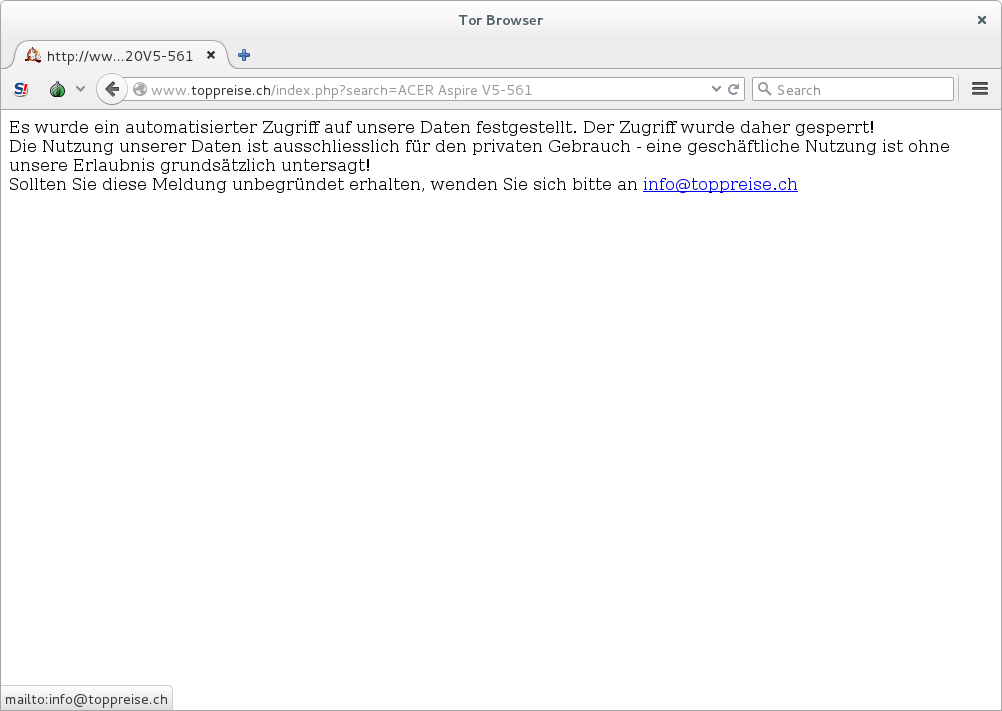 Tor Browser
http://ww...20V5-561
www.toppreise.ch/index.php?search=ACER Aspire V5-561
Search
Es wurde ein automatisierter Zugriff auf unsere Daten festgestellt. Der Zugriff wurde daher gesperrt!
Die Nutzung unserer Daten ist ausschliesslich für den privaten Gebrauch - eine geschäftliche Nutzung ist ohne
unsere Erlaubnis grundsätzlich untersagt!
Sollten Sie diese Meldung unbegründet erhalten, wenden Sie sich bitte an info@toppreise.ch
mailto:info@toppreise.ch